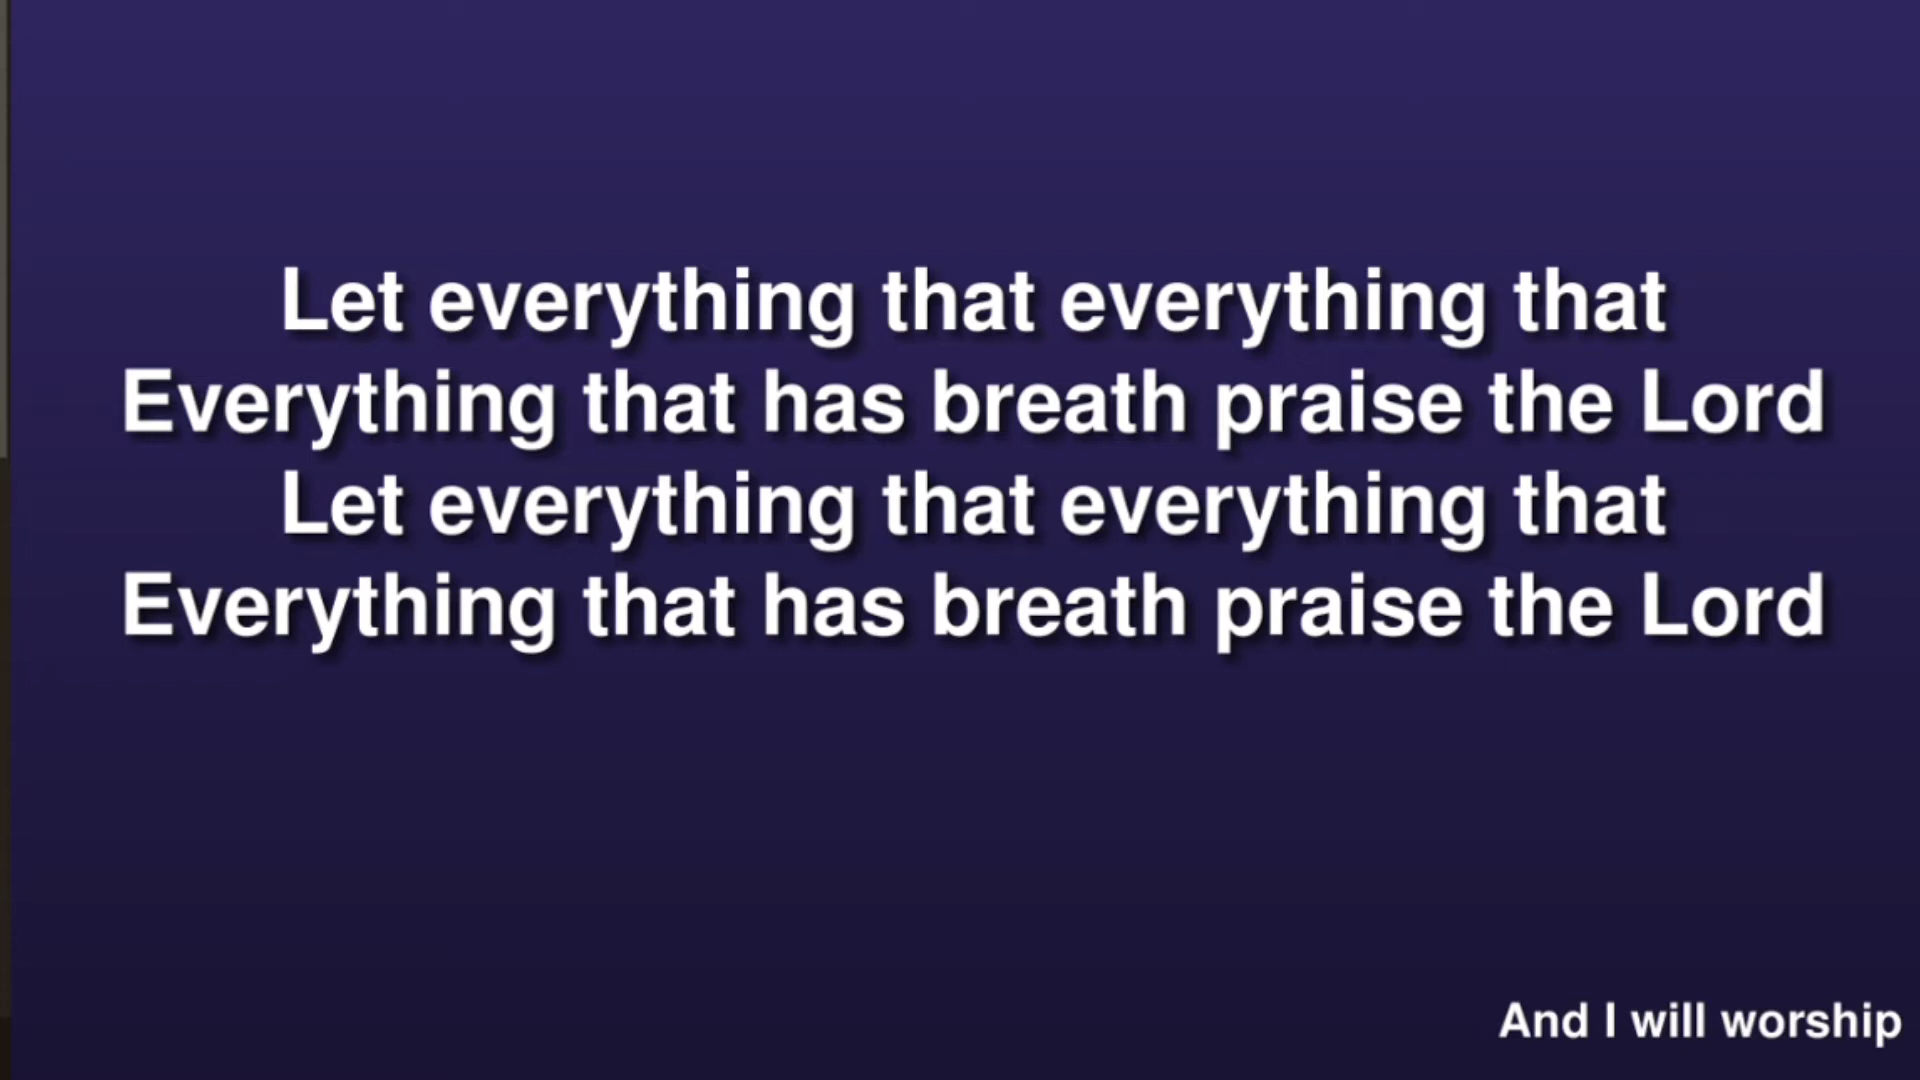 Let everything that everything that
Everything that has breath praise the Lord
Let everything that everything that
Everything that has breath praise the Lord
And I will worship